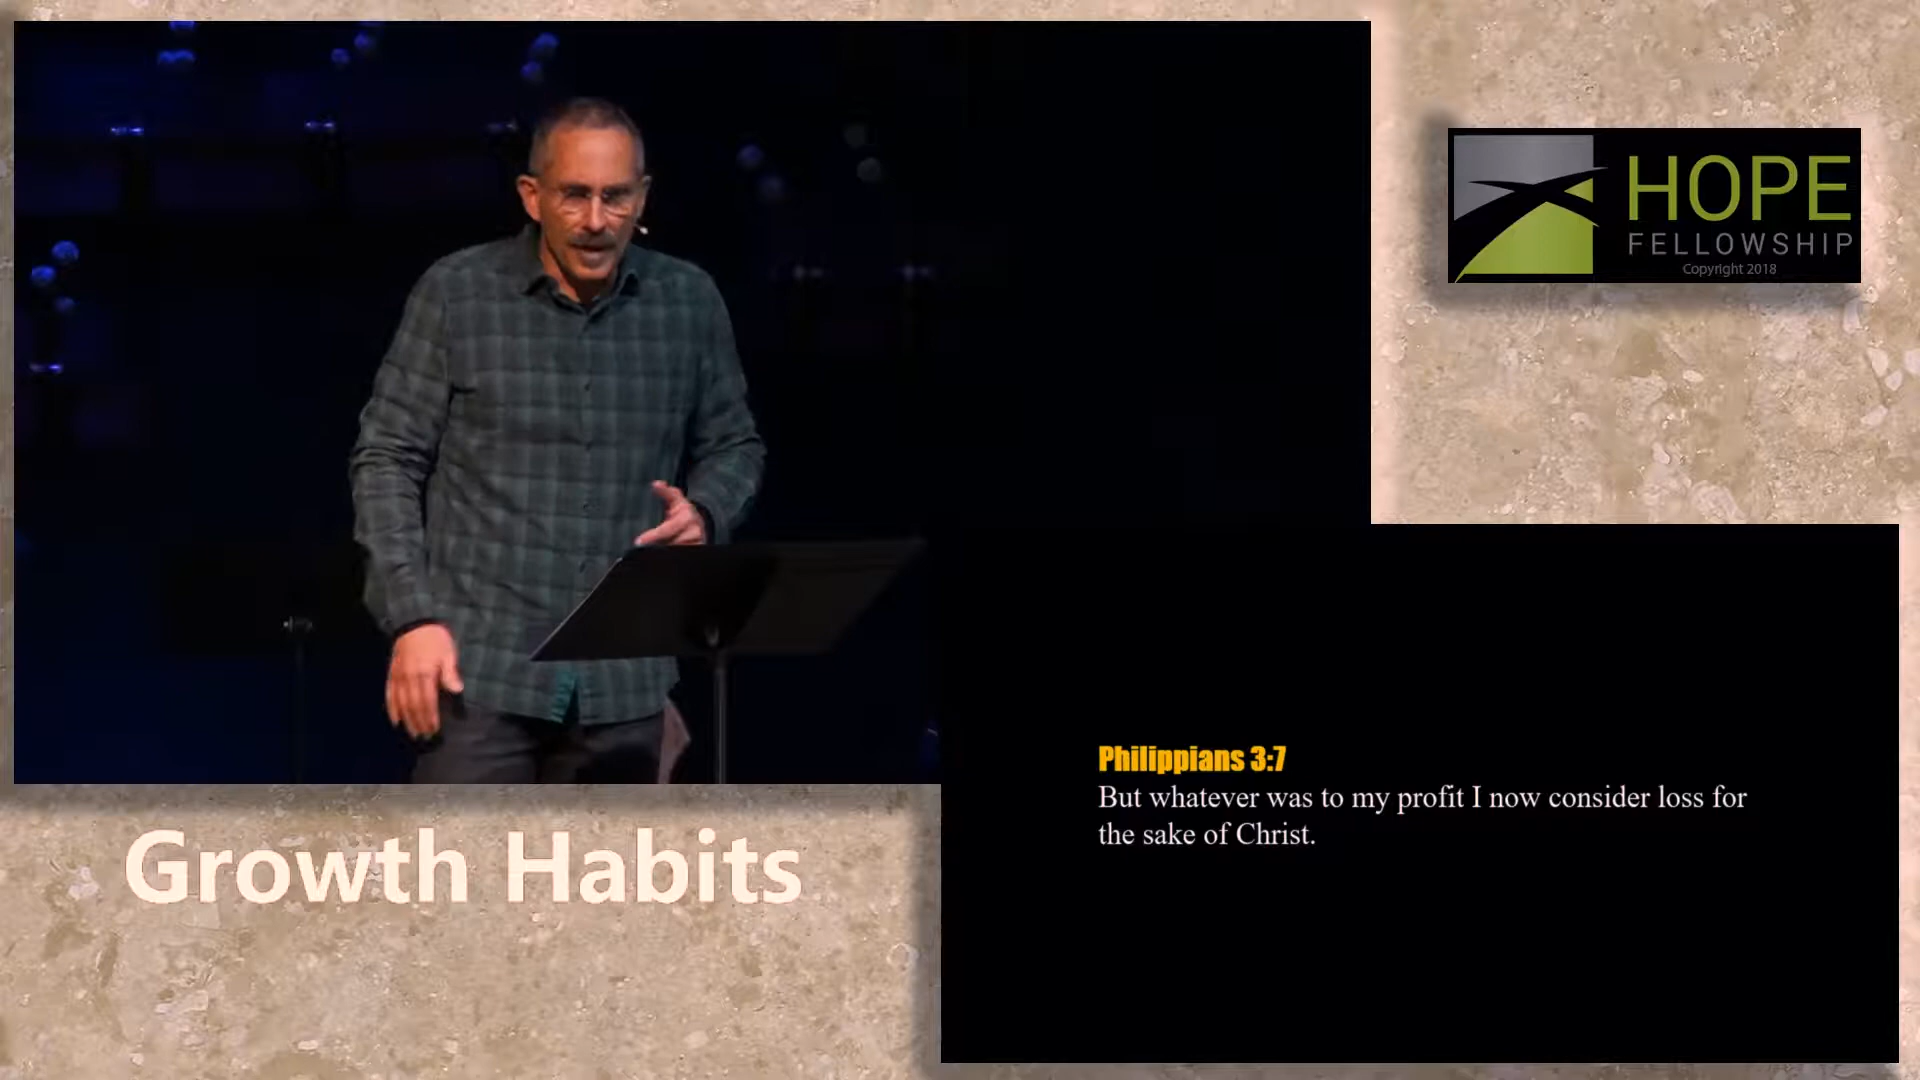 HOPE
FELLOWSHIP
Copyright 2018
Philippians 3:7
But whatever was to my profit I now consider loss for
the sake of Christ.
Growth Habits